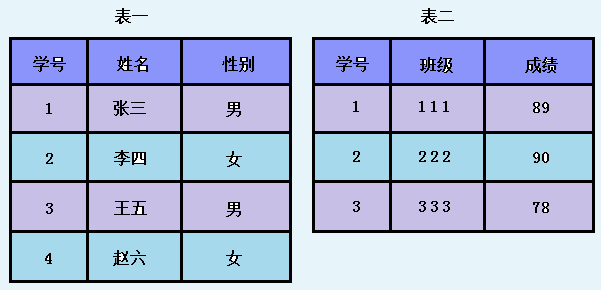 表一
学号 姓名 性别
1 张三 男
2 李四 女
3 王五 男
4 赵六 女
表二
学号 班级 成绩
1 111 89
2 222 90
3 333 78